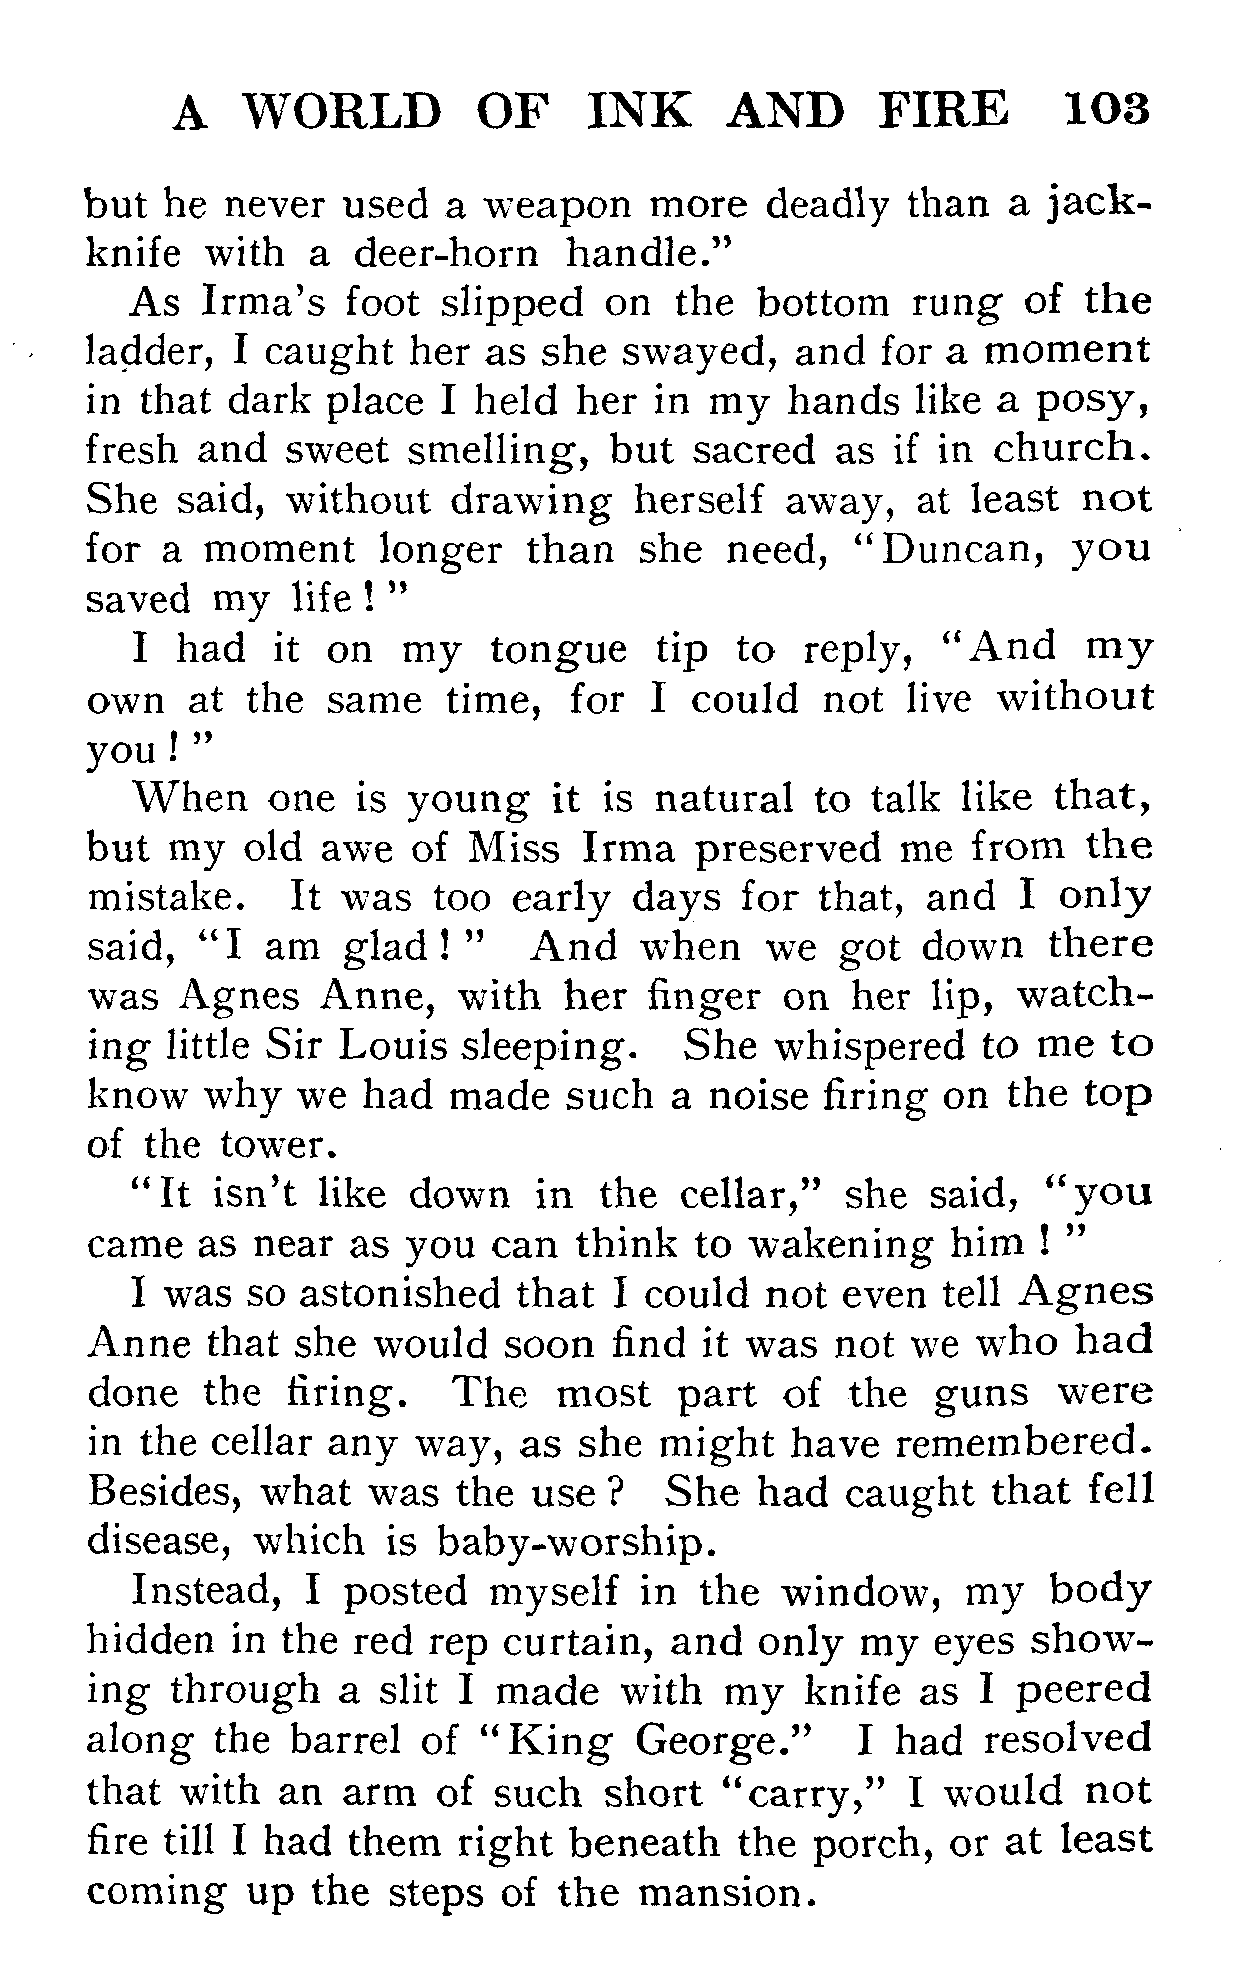 A WORLD OF INK AND FIRE 103
but he never used a weapon more deadly than a jack-
knife with a deer-horn handle."
As Irma's foot slipped on the bottom rung of the
ladder, I caught her as she swayed, and for a moment
in that dark place I held her in my hands like a posy,
fresh and sweet smelling, but sacred as if in church.
She said, without drawing herself away, at least not
for a moment longer than she need, "Duncan, you
saved my life!"
I had it on my tongue tip to reply, "And my
own at the same time, for I could not live without
you!"
When one is young it is natural to talk like that,
but my old awe of Miss Irma preserved me from the
mistake. It was too early days for that, and I only
said, "I am glad!" And when we got down there
was Agnes Anne, with her finger on her lip, watch-
ing little Sir Louis sleeping. She whispered to me to
know why we had made such a noise firing on the top
of the tower.
"It isn't like down in the cellar," she said, "you
came as near as you can think to wakening him!"
I was so astonished that I could not even tell Agnes
Anne that she would soon find it was not we who had
done the firing. The most part of the guns were
in the cellar any way, as she might have remembered.
Besides, what was the use? She had caught that fell
disease, which is baby-worship.
Instead, I posted myself in the window, my body
hidden in the red rep curtain, and only my eyes show-
ing through a slit I made with my knife as I peered
along the barrel of "King George." I had resolved
that with an arm of such short "carry," I would not
fire till I had them right beneath the porch, or at least
coming up the steps of the mansion.